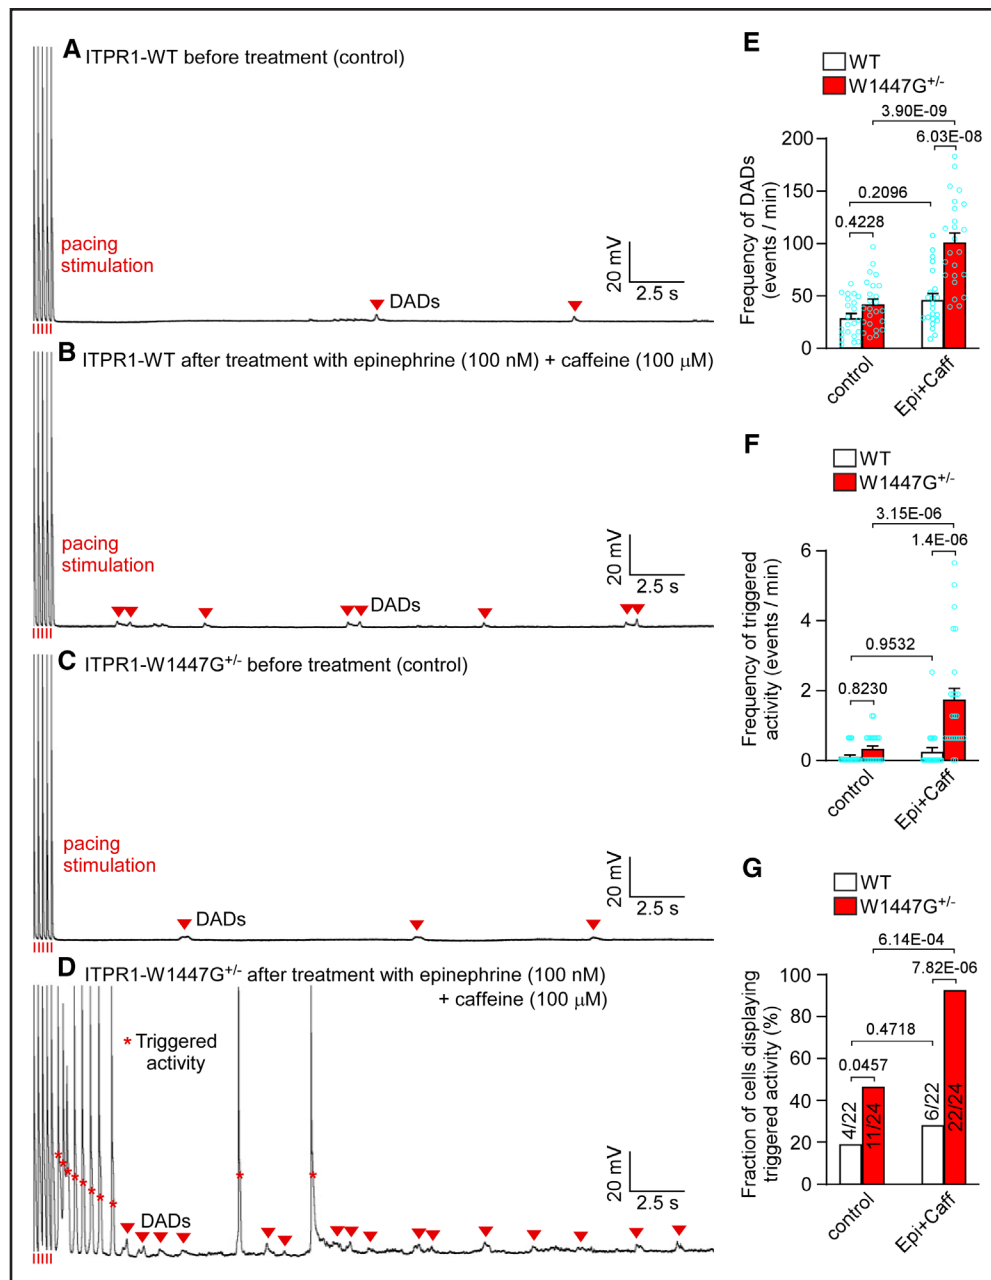 A ITPR1-WT before treatment (control)
pacing
stimulation
20 mV
2.5 s
DADs
B ITPR1-WT after treatment with epinephrine (100 nM) + caffeine (100 μM)
pacing
stimulation
20 mV
2.5 s
DADs
C ITPR1-W1447G+/- before treatment (control)
pacing
stimulation
20 mV
2.5 s
DADs
D ITPR1-W1447G+/- after treatment with epinephrine (100 nM)
+ caffeine (100 μM)
* Triggered
activity
20 mV
2.5 s
DADs
E
WT
W1447G+/-
3.90E-09
6.03E-08
0.2096
0.4228
Frequency of DADs
(events / min)
200
150
100
50
0
control
Epi+Caff
F
WT
W1447G+/-
3.15E-06
1.4E-06
0.9532
0.8230
Frequency of triggered
activity (events / min)
6
4
2
0
control
Epi+Caff
G
WT
W1447G+/-
6.14E-04
7.82E-06
0.4718
0.0457
Fraction of cells displaying
triggered activity (%)
100
80
60
40
20
0
4/22
11/24
6/22
22/24
control
Epi+Caff